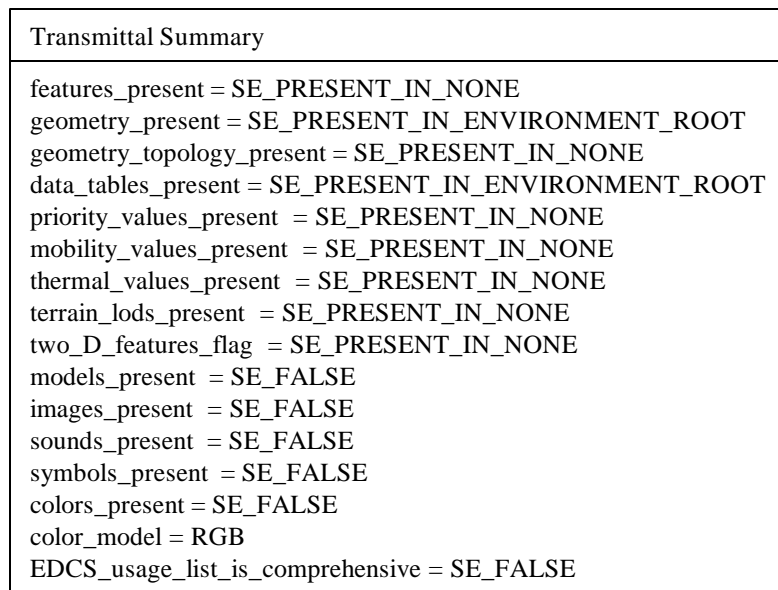 Transmittal Summary
features_present = SE_PRESENT_IN_NONE
geometry_present = SE_PRESENT_IN_ENVIRONMENT_ROOT
geometry_topology_present = SE_PRESENT_IN_NONE
data_tables_present = SE_PRESENT_IN_ENVIRONMENT_ROOT
priority_values_present = SE_PRESENT_IN_NONE
mobility_values_present = SE_PRESENT_IN_NONE
thermal_values_present = SE_PRESENT_IN_NONE
terrain_lods_present = SE_PRESENT_IN_NONE
two_D_features_flag = SE_PRESENT_IN_NONE
models_present = SE_FALSE
images_present = SE_FALSE
sounds_present = SE_FALSE
symbols_present = SE_FALSE
colors_present = SE_FALSE
color_model = RGB
EDCS_usage_list_is_comprehensive = SE_FALSE